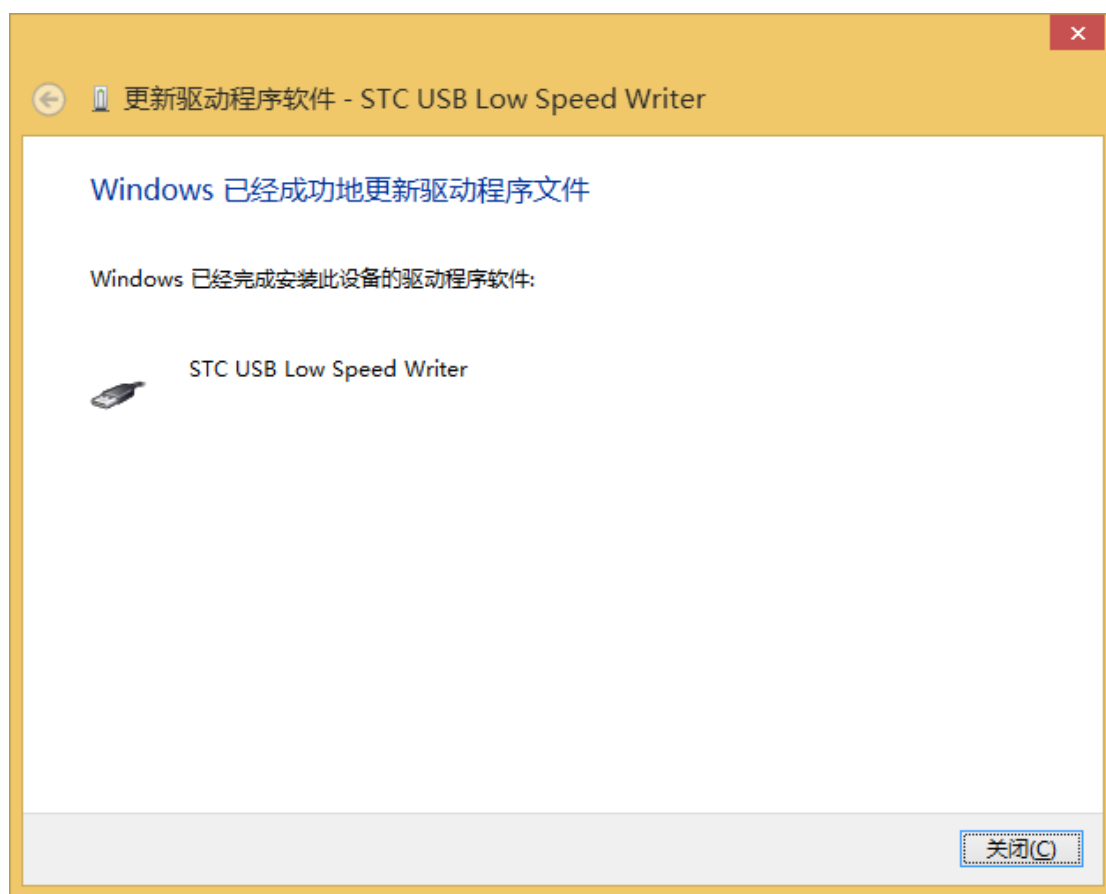 更新驱动程序软件 - STC USB Low Speed Writer
Windows 已经成功地更新驱动程序文件
Windows 已经完成安装此设备的驱动程序软件:
STC USB Low Speed Writer
关闭(C)